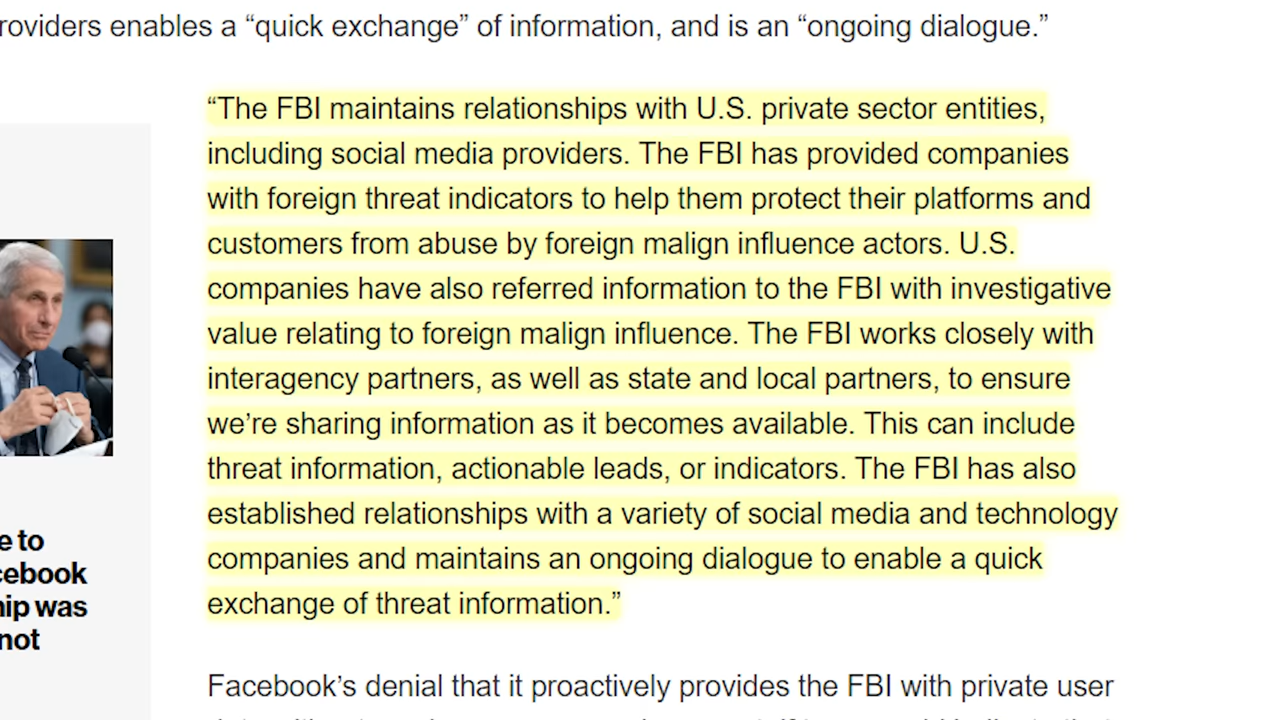 roviders enables a “quick exchange” of information, and is an “ongoing dialogue.”
“The FBI maintains relationships with U.S. private sector entities,
including social media providers. The FBI has provided companies
with foreign threat indicators to help them protect their platforms and
customers from abuse by foreign malign influence actors. U.S.
companies have also referred information to the FBI with investigative
value relating to foreign malign influence. The FBI works closely with
interagency partners, as well as state and local partners, to ensure
we’re sharing information as it becomes available. This can include
threat information, actionable leads, or indicators. The FBI has also
established relationships with a variety of social media and technology
companies and maintains an ongoing dialogue to enable a quick
exchange of threat information.”
Facebook’s denial that it proactively provides the FBI with private user
e to
cebook
ip was
not